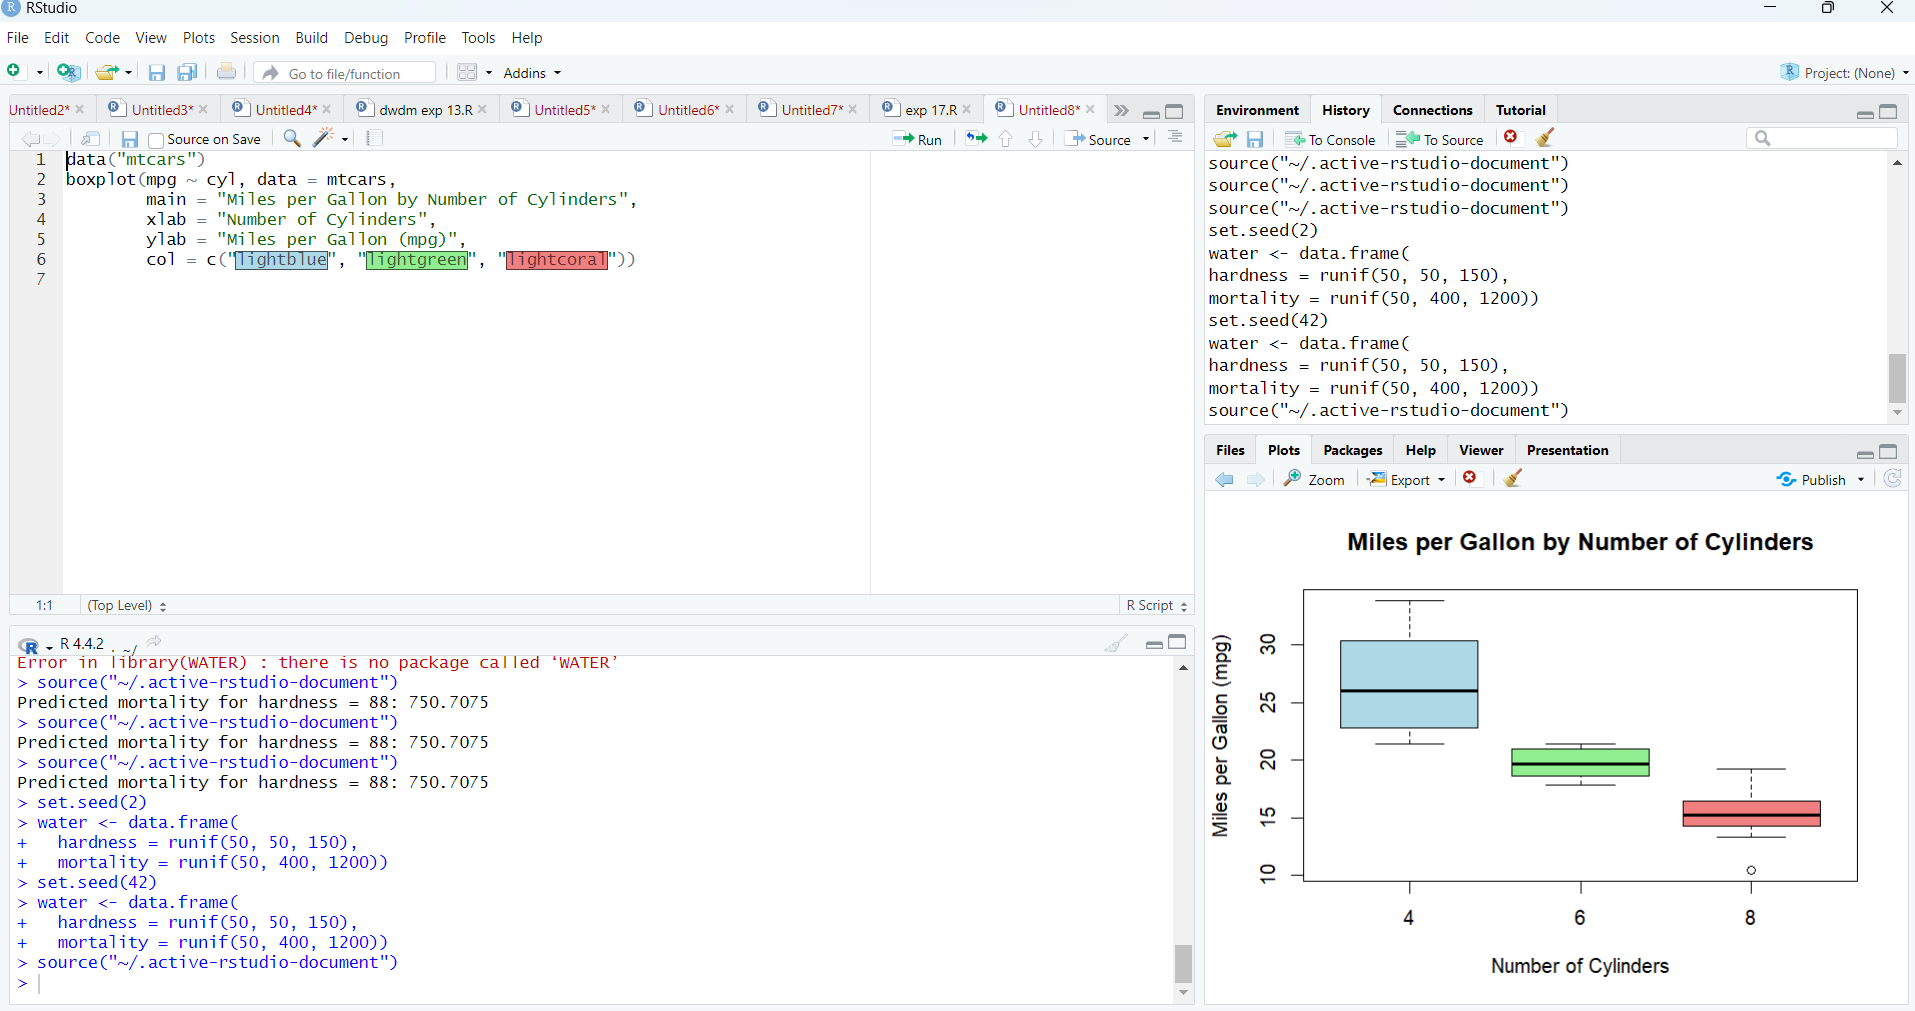 RStudio
File Edit Code View Plots Session Build Debug Profile Tools Help
Go to file/function Addins Project: (None)
Untitled2* Untitled3* Untitled4* dwdm exp 13.R Untitled5* Untitled6* Untitled7* exp 17.R Untitled8*
Source on Save Run Source
1 data("mtcars")
2 boxplot(mpg ~ cyl, data = mtcars,
3 main = "Miles per Gallon by Number of Cylinders",
4 xlab = "Number of Cylinders",
5 ylab = "Miles per Gallon (mpg)",
6 col = c("lightblue", "lightgreen", "lightcoral"))
7
1:1 (Top Level) R Script
R 4.4.2 . ~/
Error in library(WATER) : there is no package called ‘WATER’
> source("~/.active-rstudio-document")
Predicted mortality for hardness = 88: 750.7075
> source("~/.active-rstudio-document")
Predicted mortality for hardness = 88: 750.7075
> source("~/.active-rstudio-document")
Predicted mortality for hardness = 88: 750.7075
> set.seed(2)
> water <- data.frame(
+ hardness = runif(50, 50, 150),
+ mortality = runif(50, 400, 1200))
> set.seed(42)
> water <- data.frame(
+ hardness = runif(50, 50, 150),
+ mortality = runif(50, 400, 1200))
> source("~/.active-rstudio-document")
>
Environment History Connections Tutorial
To Console To Source
source("~/.active-rstudio-document")
source("~/.active-rstudio-document")
source("~/.active-rstudio-document")
set.seed(2)
water <- data.frame(
hardness = runif(50, 50, 150),
mortality = runif(50, 400, 1200))
set.seed(42)
water <- data.frame(
hardness = runif(50, 50, 150),
mortality = runif(50, 400, 1200))
source("~/.active-rstudio-document")
Files Plots Packages Help Viewer Presentation
Zoom Export Publish
Miles per Gallon by Number of Cylinders
Miles per Gallon (mpg)
30
25
20
15
10
4 6 8
Number of Cylinders